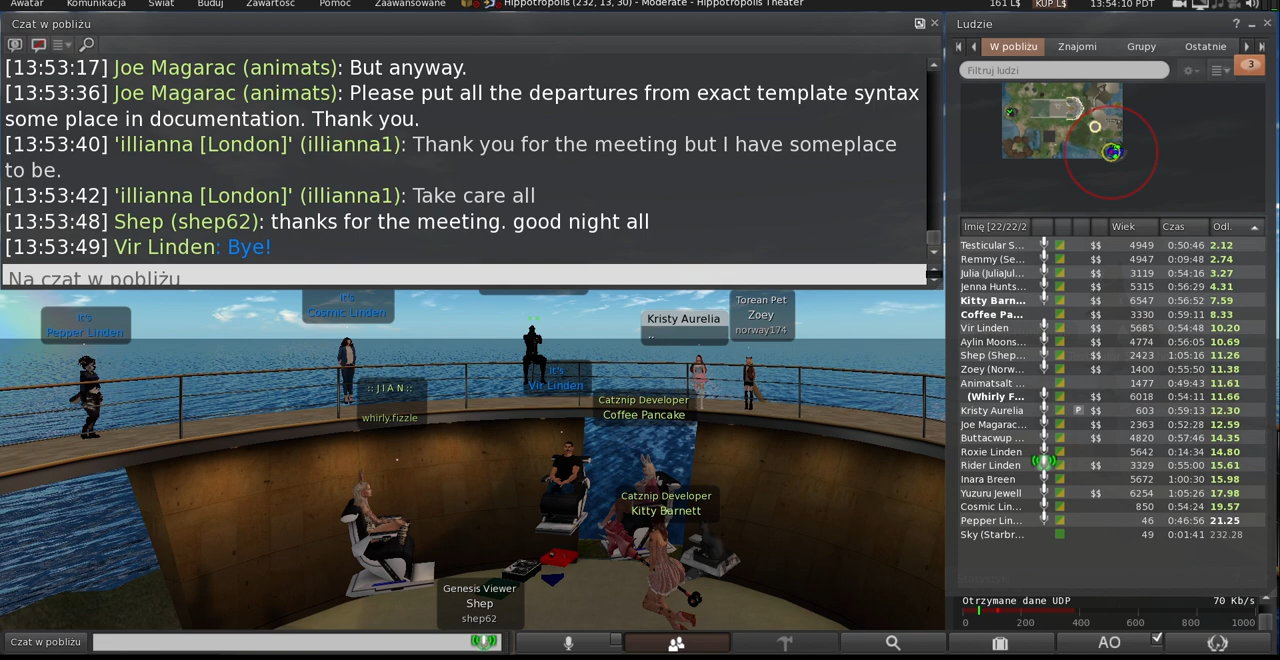 Awatar Komunikacja Świat Buduj Zawartość Pomoc Zaawansowane Hippotropolis (232, 13, 30) - Moderate - Hippotropolis Theater 161 L$ KUP L$ 13:54:10 PDT
Czat w pobliżu
[13:53:17] Joe Magarac (animats): But anyway.
[13:53:36] Joe Magarac (animats): Please put all the departures from exact template syntax
some place in documentation. Thank you.
[13:53:40] 'illianna [London]' (illianna1): Thank you for the meeting but I have someplace
to be.
[13:53:42] 'illianna [London]' (illianna1): Take care all
[13:53:48] Shep (shep62): thanks for the meeting. good night all
[13:53:49] Vir Linden: Bye!
Na czat w pobliżu
It's
Pepper Linden
It's
Cosmic Linden
Kristy Aurelia
..
Torean Pet
Zoey
norway174
:: J I A N ::
whirly.fizzle
It's
Vir Linden
Catznip Developer
Coffee Pancake
Catznip Developer
Kitty Barnett
Genesis Viewer
Shep
shep62
Czat w pobliżu
AO
Ludzie
? _ ×
W pobliżu Znajomi Grupy Ostatnie
Filtruj ludzi
3
Imię [22/22/2 Wiek Czas Odl.
Testicular S... $$ 4949 0:50:46 2.12
Remmy (Se... $$ 4947 0:09:48 2.74
Julia (JuliaJul... $$ 3119 0:54:16 3.27
Jenna Hunts... $$ 5315 0:56:29 4.31
Kitty Barn... $$ 6547 0:56:52 7.59
Coffee Pa... $$ 3330 0:59:11 8.33
Vir Linden $$ 5685 0:54:48 10.20
Aylin Moons... $$ 4774 0:56:05 10.69
Shep (Shep... $$ 2423 1:05:16 11.26
Zoey (Norw... $$ 1400 0:55:50 11.38
Animatsalt ... 1477 0:49:43 11.61
(Whirly F... $$ 6018 0:54:11 11.66
Kristy Aurelia P $$ 603 0:59:13 12.30
Joe Magarac... $$ 2363 0:52:28 12.59
Buttacwup ... $$ 4820 0:57:46 14.35
Roxie Linden 5642 0:14:34 14.80
Rider Linden $$ 3329 0:55:00 15.61
Inara Breen 5672 1:00:30 15.98
Yuzuru Jewell $$ 6254 1:05:26 17.98
Cosmic Lin... 850 0:54:24 19.57
Pepper Lin... 46 0:46:56 21.25
Sky (Starbr... 49 0:01:41 232.28
Otrzymane dane UDP 70 Kb/s
0 200 400 600 800 1000